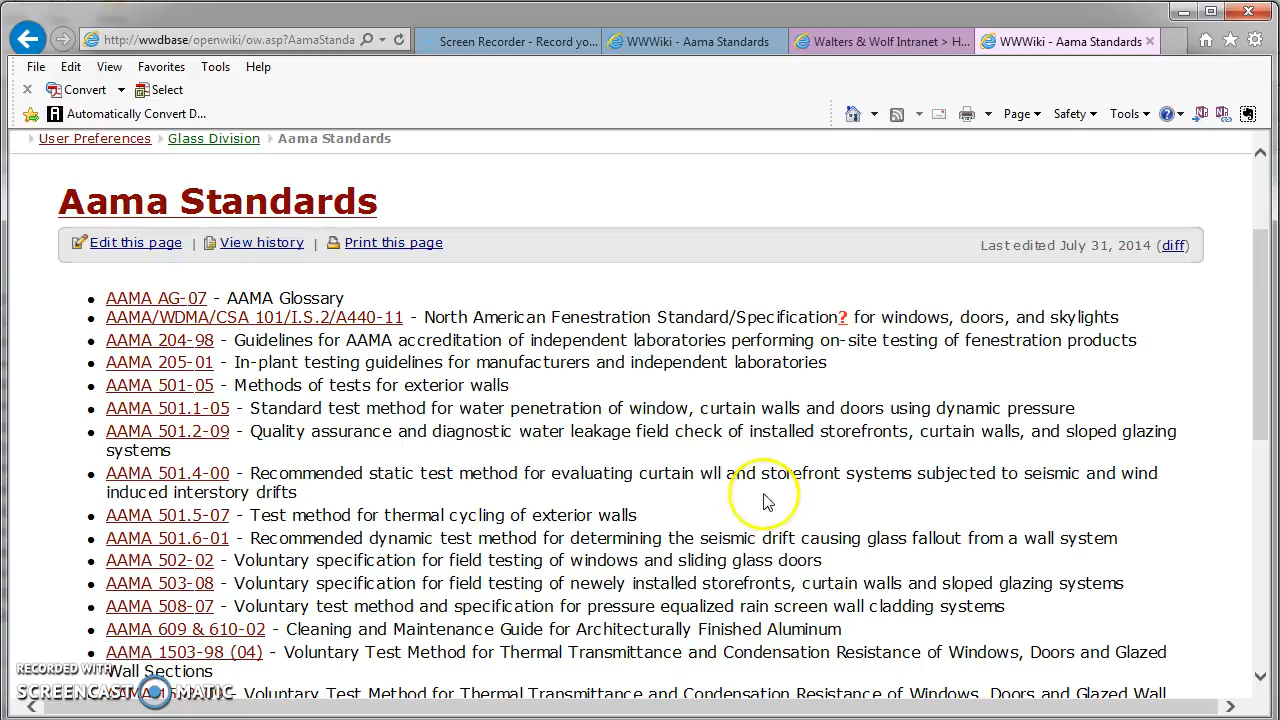 http://wwdbase/openwiki/ow.asp?AamaStanda
Screen Recorder - Record yo...
WWWiki - Aama Standards
Walters & Wolf Intranet > H...
WWWiki - Aama Standards
File Edit View Favorites Tools Help
Convert Select
Automatically Convert D...
Page Safety Tools
User Preferences Glass Division Aama Standards
Aama Standards
Edit this page | View history | Print this page
Last edited July 31, 2014 (diff)
AAMA AG-07 - AAMA Glossary
AAMA/WDMA/CSA 101/I.S.2/A440-11 - North American Fenestration Standard/Specification? for windows, doors, and skylights
AAMA 204-98 - Guidelines for AAMA accreditation of independent laboratories performing on-site testing of fenestration products
AAMA 205-01 - In-plant testing guidelines for manufacturers and independent laboratories
AAMA 501-05 - Methods of tests for exterior walls
AAMA 501.1-05 - Standard test method for water penetration of window, curtain walls and doors using dynamic pressure
AAMA 501.2-09 - Quality assurance and diagnostic water leakage field check of installed storefronts, curtain walls, and sloped glazing
systems
AAMA 501.4-00 - Recommended static test method for evaluating curtain wll and storefront systems subjected to seismic and wind
induced interstory drifts
AAMA 501.5-07 - Test method for thermal cycling of exterior walls
AAMA 501.6-01 - Recommended dynamic test method for determining the seismic drift causing glass fallout from a wall system
AAMA 502-02 - Voluntary specification for field testing of windows and sliding glass doors
AAMA 503-08 - Voluntary specification for field testing of newly installed storefronts, curtain walls and sloped glazing systems
AAMA 508-07 - Voluntary test method and specification for pressure equalized rain screen wall cladding systems
AAMA 609 & 610-02 - Cleaning and Maintenance Guide for Architecturally Finished Aluminum
AAMA 1503-98 (04) - Voluntary Test Method for Thermal Transmittance and Condensation Resistance of Windows, Doors and Glazed
Wall Sections
Voluntary Test Method for Thermal Transmittance and Condensation Resistance of Windows, Doors and Glazed Wall
RECORDED WITH
SCREENCAST MATIC